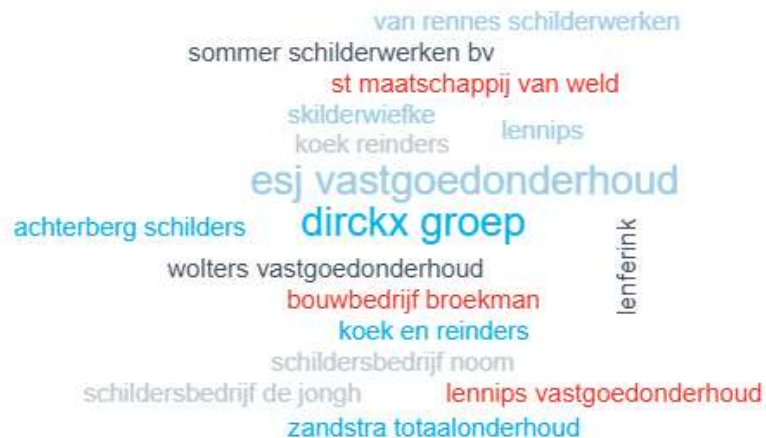 van rennes schilderwerken
sommer schilderwerken bv
st maatschappij van weld
skilderwiefke
lennips
koek reinders
esj vastgoedonderhoud
dirckx groep
achterberg schilders
lenferink
wolters vastgoedonderhoud
bouwbedrijf broekman
koek en reinders
schildersbedrijf noom
schildersbedrijf de jongh
lennips vastgoedonderhoud
zandstra totaalonderhoud